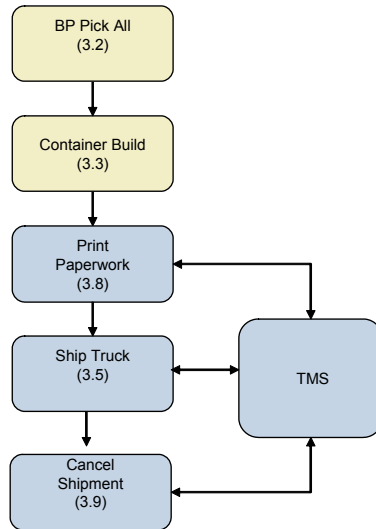 BP Pick All
(3.2)
Container Build
(3.3)
Print
Paperwork
(3.8)
Ship Truck
(3.5)
TMS
Cancel
Shipment
(3.9)